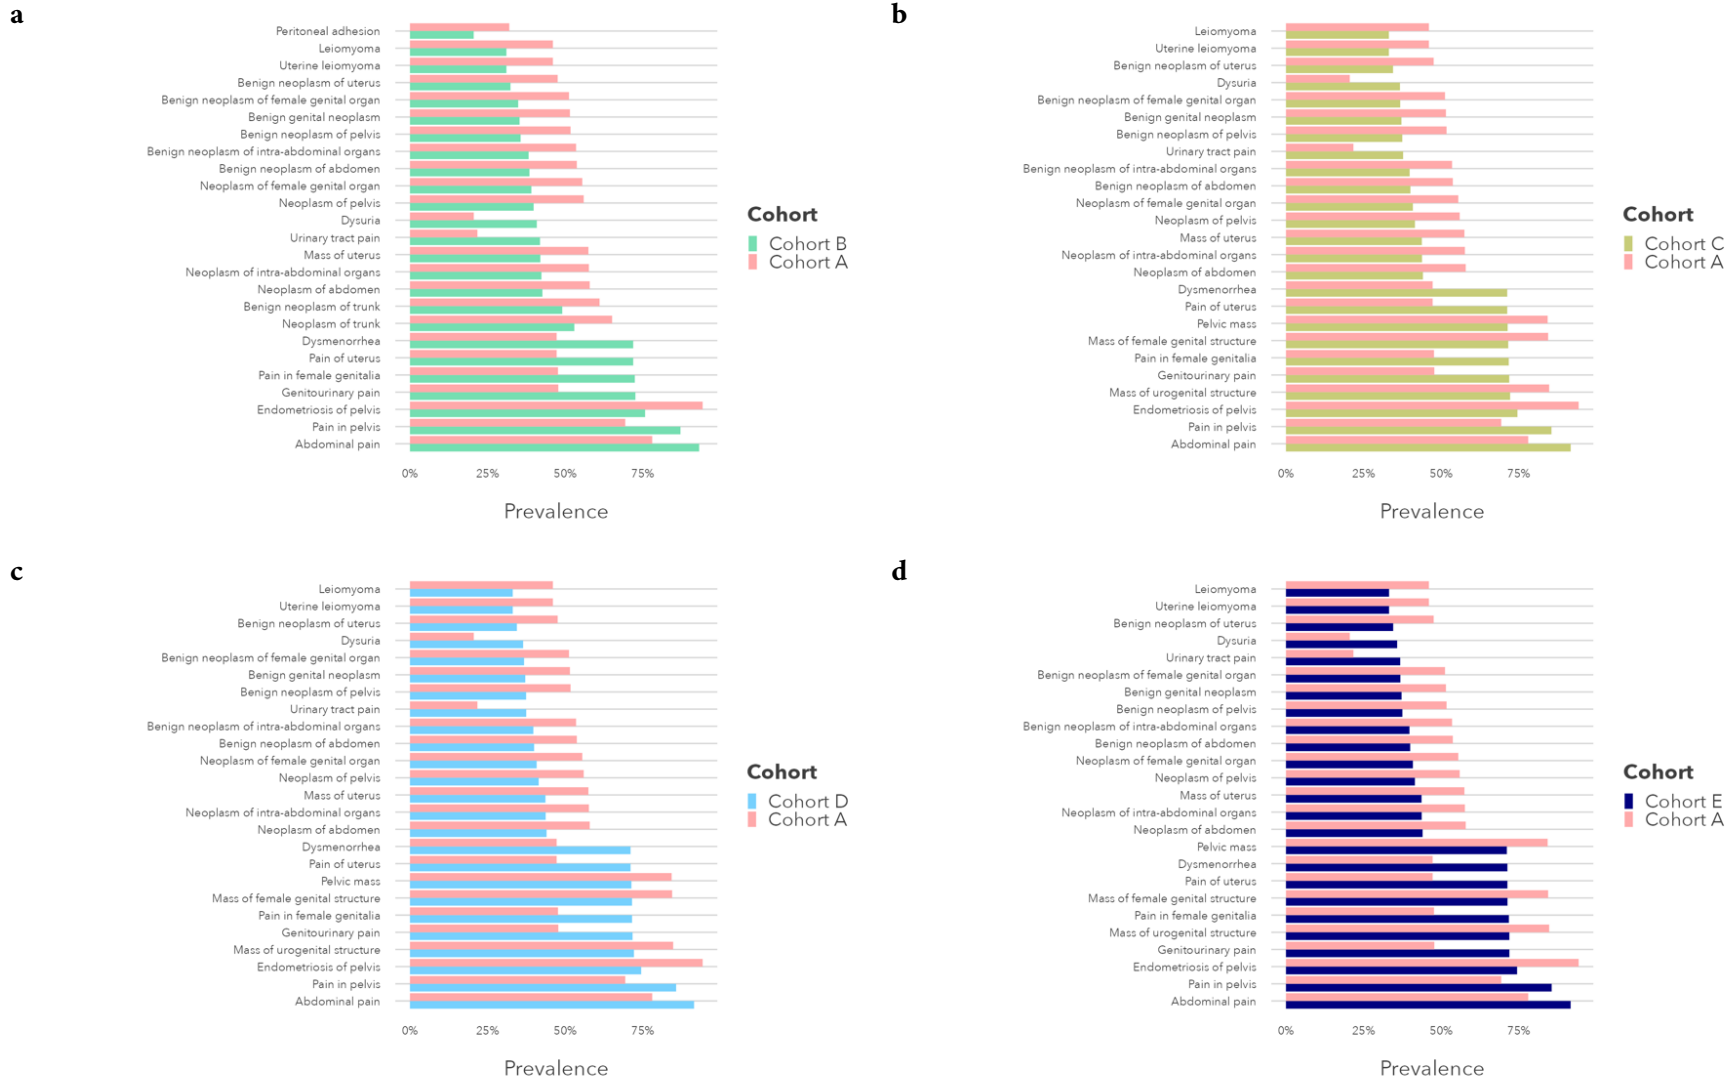 a
Peritoneal adhesion
Leiomyoma
Uterine leiomyoma
Benign neoplasm of uterus
Benign neoplasm of female genital organ
Benign genital neoplasm
Benign neoplasm of pelvis
Benign neoplasm of intra-abdominal organs
Benign neoplasm of abdomen
Neoplasm of female genital organ
Neoplasm of pelvis
Dysuria
Urinary tract pain
Mass of uterus
Neoplasm of intra-abdominal organs
Neoplasm of abdomen
Benign neoplasm of trunk
Neoplasm of trunk
Dysmenorrhea
Pain of uterus
Pain in female genitalia
Genitourinary pain
Endometriosis of pelvis
Pain in pelvis
Abdominal pain
0% 25% 50% 75%
Prevalence
Cohort
Cohort B
Cohort A
b
Leiomyoma
Uterine leiomyoma
Benign neoplasm of uterus
Dysuria
Benign neoplasm of female genital organ
Benign genital neoplasm
Benign neoplasm of pelvis
Urinary tract pain
Benign neoplasm of intra-abdominal organs
Benign neoplasm of abdomen
Neoplasm of female genital organ
Neoplasm of pelvis
Mass of uterus
Neoplasm of intra-abdominal organs
Neoplasm of abdomen
Dysmenorrhea
Pain of uterus
Pelvic mass
Mass of female genital structure
Pain in female genitalia
Genitourinary pain
Mass of urogenital structure
Endometriosis of pelvis
Pain in pelvis
Abdominal pain
0% 25% 50% 75%
Prevalence
Cohort
Cohort C
Cohort A
c
Leiomyoma
Uterine leiomyoma
Benign neoplasm of uterus
Dysuria
Benign neoplasm of female genital organ
Benign genital neoplasm
Benign neoplasm of pelvis
Urinary tract pain
Benign neoplasm of intra-abdominal organs
Benign neoplasm of abdomen
Neoplasm of female genital organ
Neoplasm of pelvis
Mass of uterus
Neoplasm of intra-abdominal organs
Neoplasm of abdomen
Dysmenorrhea
Pain of uterus
Pelvic mass
Mass of female genital structure
Pain in female genitalia
Genitourinary pain
Mass of urogenital structure
Endometriosis of pelvis
Pain in pelvis
Abdominal pain
0% 25% 50% 75%
Prevalence
Cohort
Cohort D
Cohort A
d
Leiomyoma
Uterine leiomyoma
Benign neoplasm of uterus
Dysuria
Urinary tract pain
Benign neoplasm of female genital organ
Benign genital neoplasm
Benign neoplasm of pelvis
Benign neoplasm of intra-abdominal organs
Benign neoplasm of abdomen
Neoplasm of female genital organ
Neoplasm of pelvis
Mass of uterus
Neoplasm of intra-abdominal organs
Neoplasm of abdomen
Pelvic mass
Dysmenorrhea
Pain of uterus
Mass of female genital structure
Pain in female genitalia
Mass of urogenital structure
Genitourinary pain
Endometriosis of pelvis
Pain in pelvis
Abdominal pain
0% 25% 50% 75%
Prevalence
Cohort
Cohort E
Cohort A